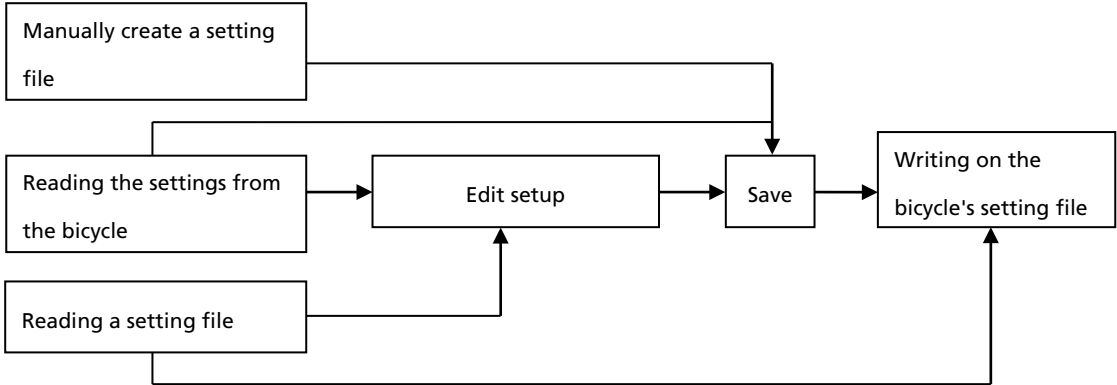 Manually create a setting
file
Reading the settings from
the bicycle
Edit setup
Save
Writing on the
bicycle's setting file
Reading a setting file